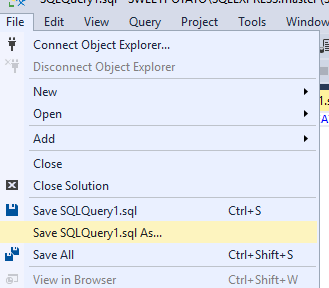 SQLQuery1.sql - SWEETPOTATO\SQLEXPRESS.master (S
File Edit View Query Project Tools Window
Connect Object Explorer...
Disconnect Object Explorer
New
Open
1.s
Add
Close
Close Solution
Save SQLQuery1.sql Ctrl+S
Save SQLQuery1.sql As...
Save All Ctrl+Shift+S
View in Browser Ctrl+Shift+W